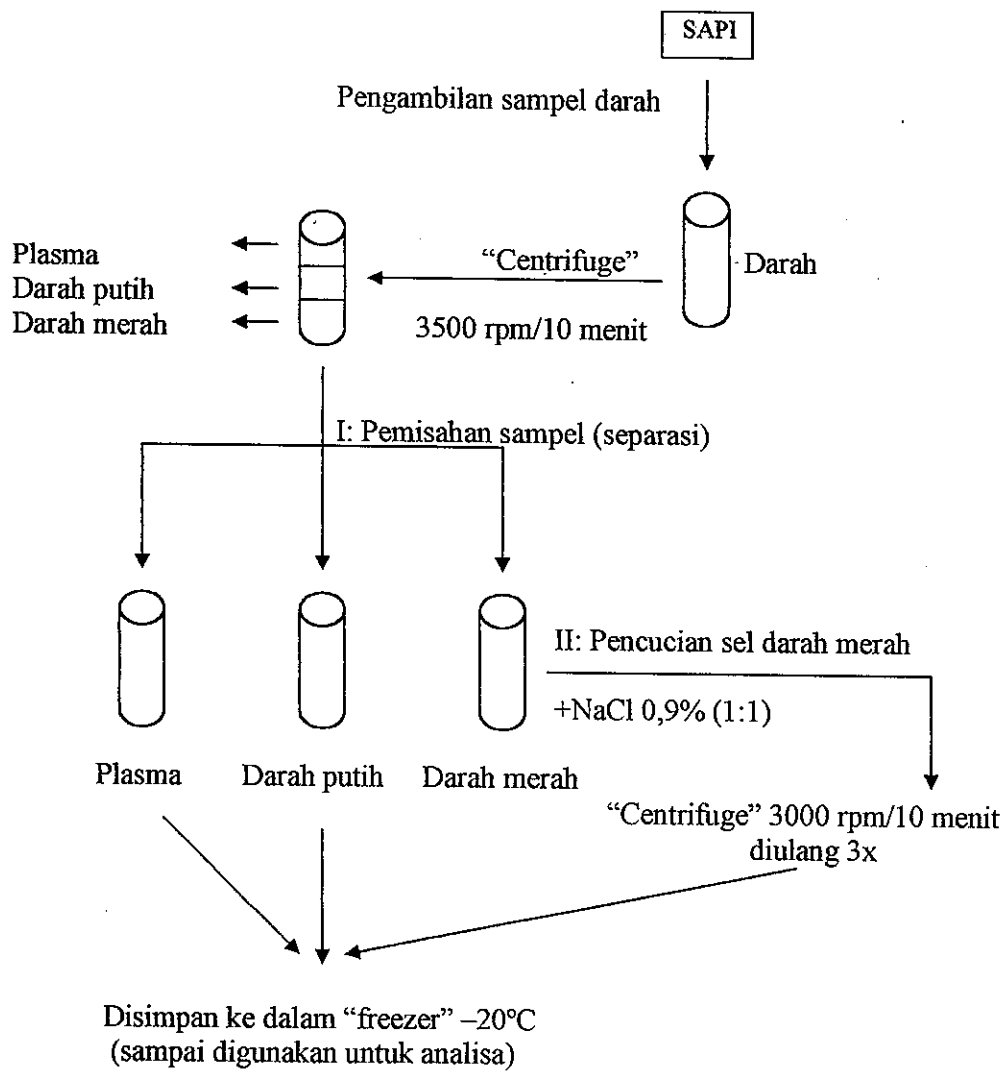 SAPI
Pengambilan sampel darah
Darah
“Centrifuge”
3500 rpm/10 menit
Plasma
Darah putih
Darah merah
I: Pemisahan sampel (separasi)
II: Pencucian sel darah merah
+NaCl 0,9% (1:1)
Plasma
Darah putih
Darah merah
“Centrifuge” 3000 rpm/10 menit
diulang 3x
Disimpan ke dalam “freezer” –20°C
(sampai digunakan untuk analisa)